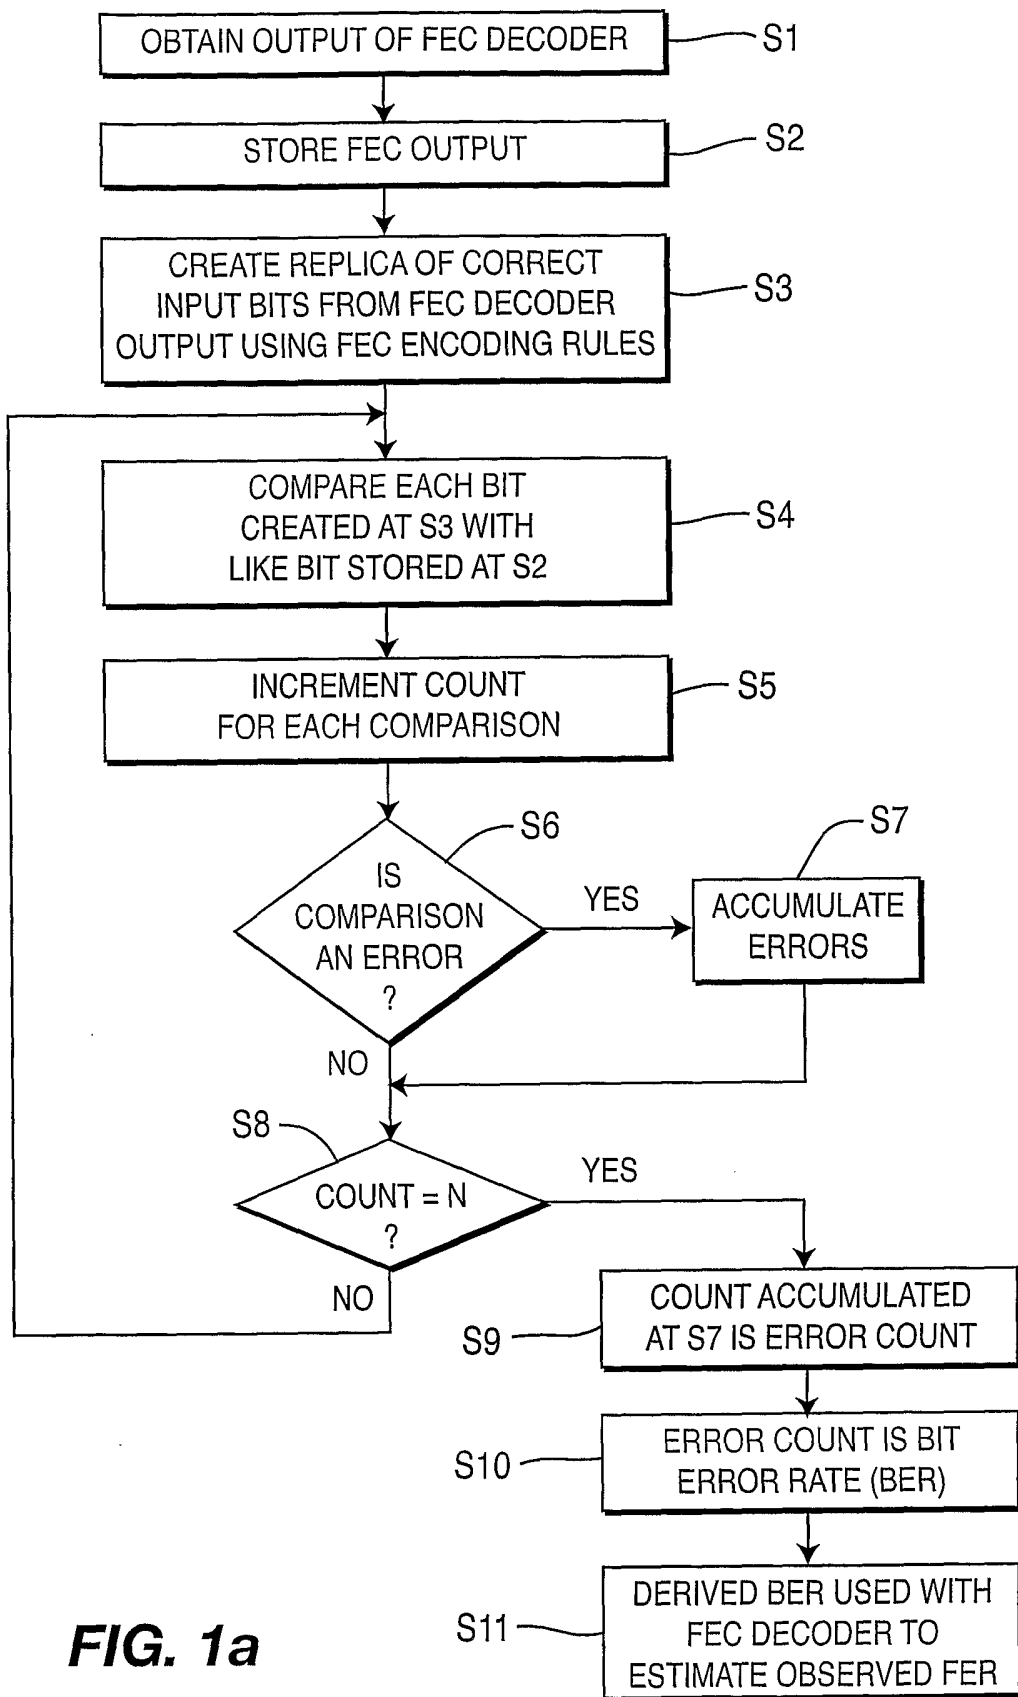 OBTAIN OUTPUT OF FEC DECODER
S1
STORE FEC OUTPUT
S2
CREATE REPLICA OF CORRECT
INPUT BITS FROM FEC DECODER
OUTPUT USING FEC ENCODING RULES
S3
COMPARE EACH BIT
CREATED AT S3 WITH
LIKE BIT STORED AT S2
S4
INCREMENT COUNT
FOR EACH COMPARISON
S5
IS
COMPARISON
AN ERROR
?
S6
YES
ACCUMULATE
ERRORS
S7
NO
S8
COUNT = N
?
YES
NO
COUNT ACCUMULATED
AT S7 IS ERROR COUNT
S9
ERROR COUNT IS BIT
ERROR RATE (BER)
S10
DERIVED BER USED WITH
FEC DECODER TO
ESTIMATE OBSERVED FER
S11
FIG. 1a